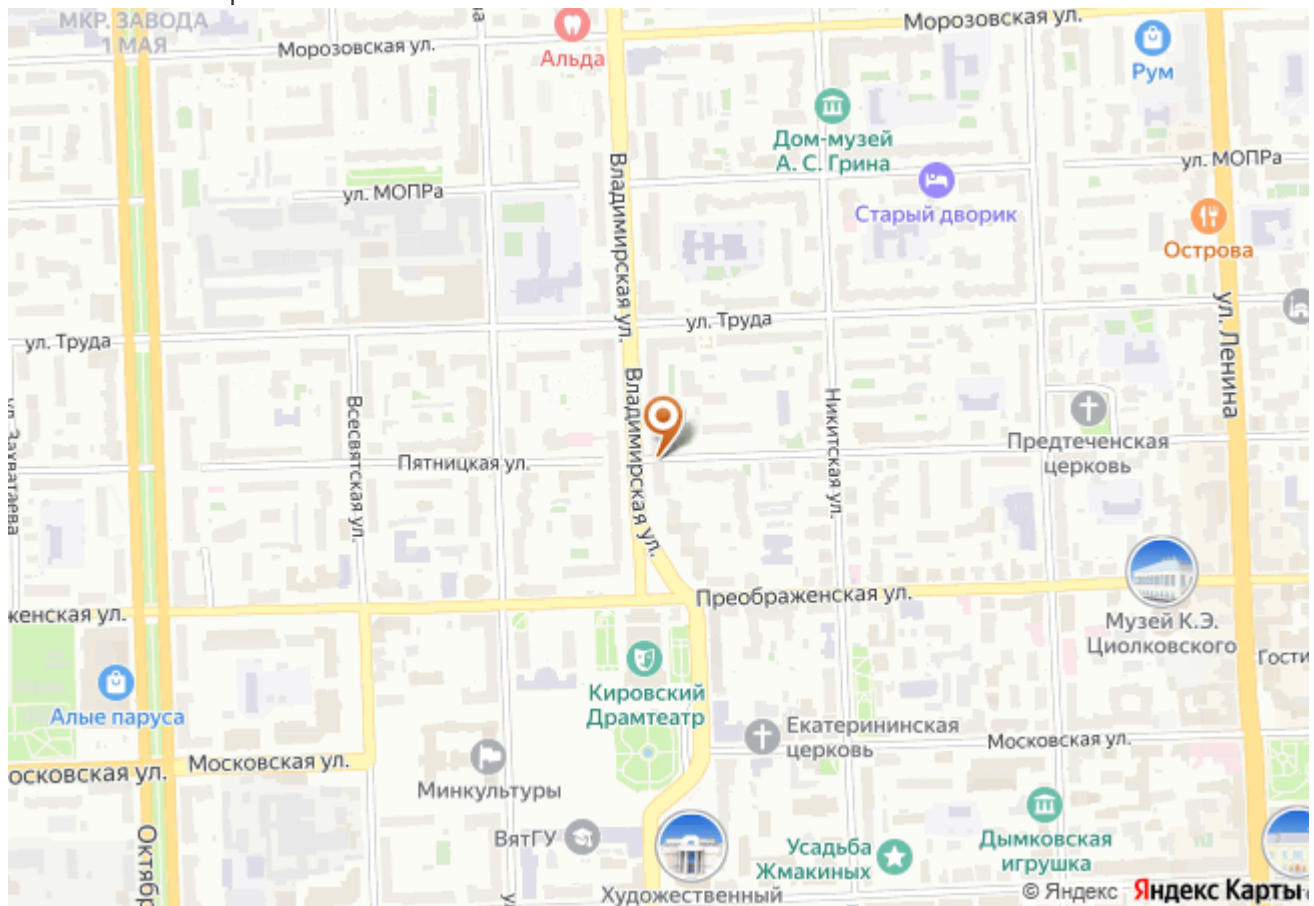 МКР. ЗАВОДА
1 МАЯ
Морозовская ул.
Альда
Морозовская ул.
Рум
Дом-музей
А. С. Грина
ул. МОПРа
ул. МОПРа
Старый дворик
Острова
Владимирская ул.
ул. Труда
ул. Труда
ул. Ленина
Владимирская ул.
Всесвятская ул.
Никитская ул.
ул. Захватаева
Пятницкая ул.
Предтеченская
церковь
женская ул.
Преображенская ул.
Музей К.Э.
Циолковского
Гости
Кировский
Драмтеатр
Алые паруса
Екатерининская
церковь
Московская ул.
осковская ул.
Московская ул.
Минкультуры
Октябр
ВятГУ
Усадьба
Жмакиных
Дымковская
игрушка
Художественный
© Яндекс Яндекс Карты